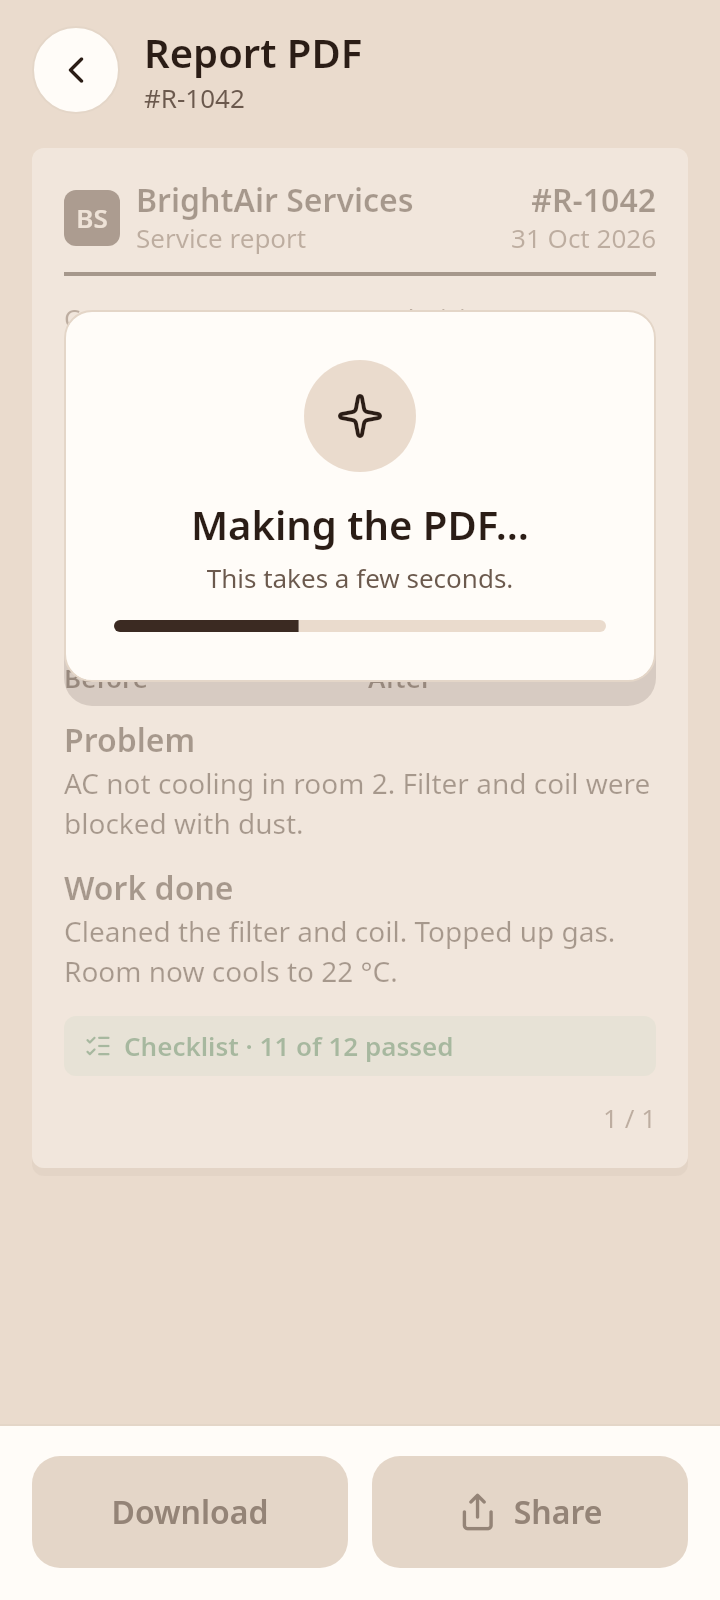 Report PDF
#R-1042
BS
BrightAir Services
#R-1042
Service report
31 Oct 2026
Making the PDF...
This takes a few seconds.
Before
After
Problem
AC not cooling in room 2. Filter and coil were
blocked with dust.
Work done
Cleaned the filter and coil. Topped up gas.
Room now cools to 22 °C.
Checklist · 11 of 12 passed
1 / 1
Download
Share